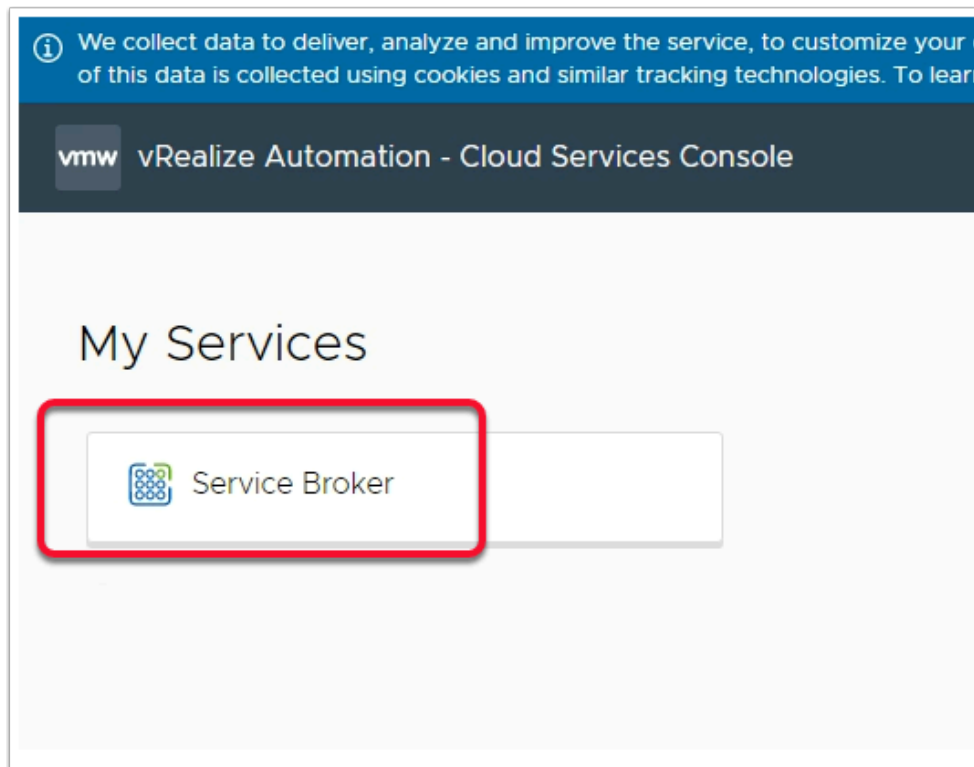 We collect data to deliver, analyze and improve the service, to customize your
of this data is collected using cookies and similar tracking technologies. To
vmw vRealize Automation - Cloud Services Console
My Services
Service Broker